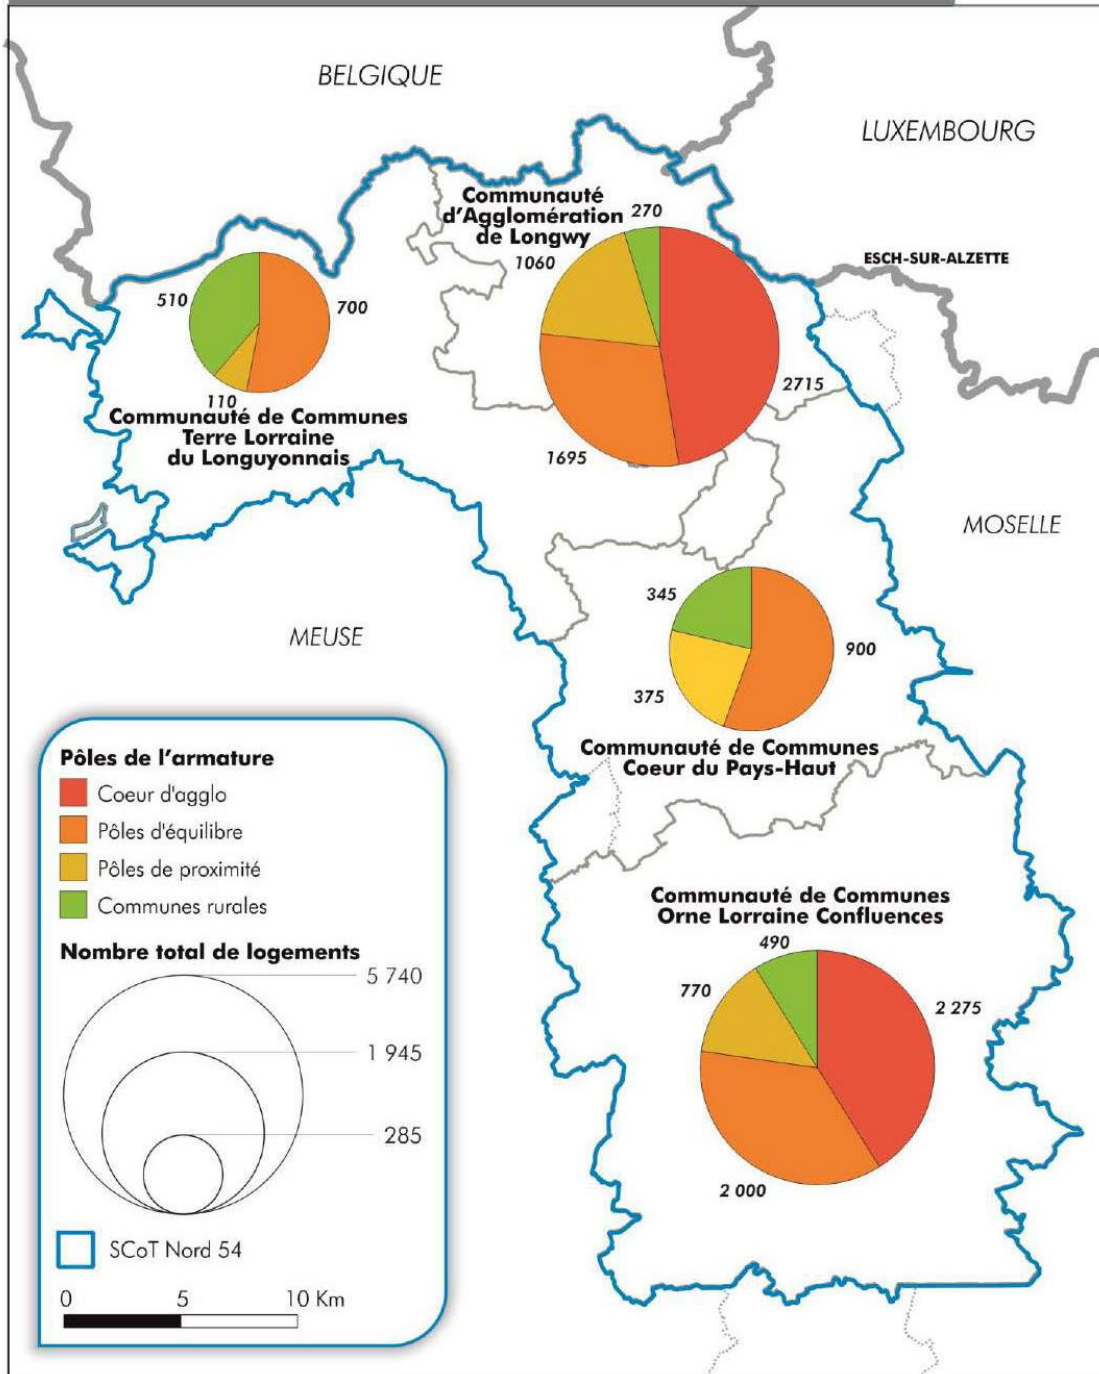 BELGIQUE
LUXEMBOURG
Communauté
d'Agglomération
de Longwy
270
1060
ESCH-SUR-ALZETTE
510
700
110
2715
1695
Communauté de Communes
Terre Lorraine
du Longuyonnais
MOSELLE
MEUSE
345
900
375
Communauté de Communes
Coeur du Pays-Haut
Communauté de Communes
Orne Lorraine Confluences
490
770
2 275
2 000
Pôles de l'armature
Coeur d'agglo
Pôles d'équilibre
Pôles de proximité
Communes rurales
Nombre total de logements
5 740
1 945
285
SCoT Nord 54
0 5 10 Km